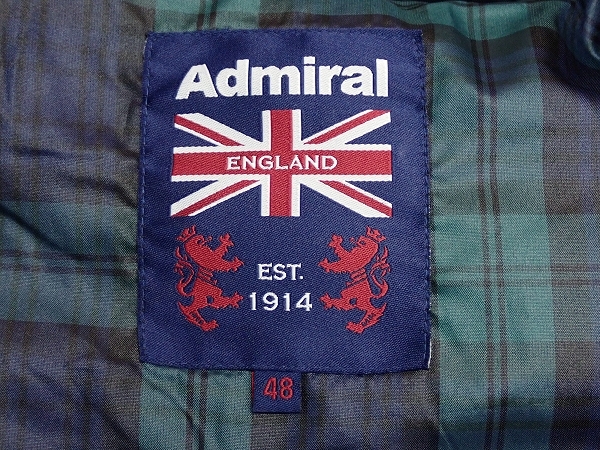 Admiral
ENGLAND
EST.
1914
48